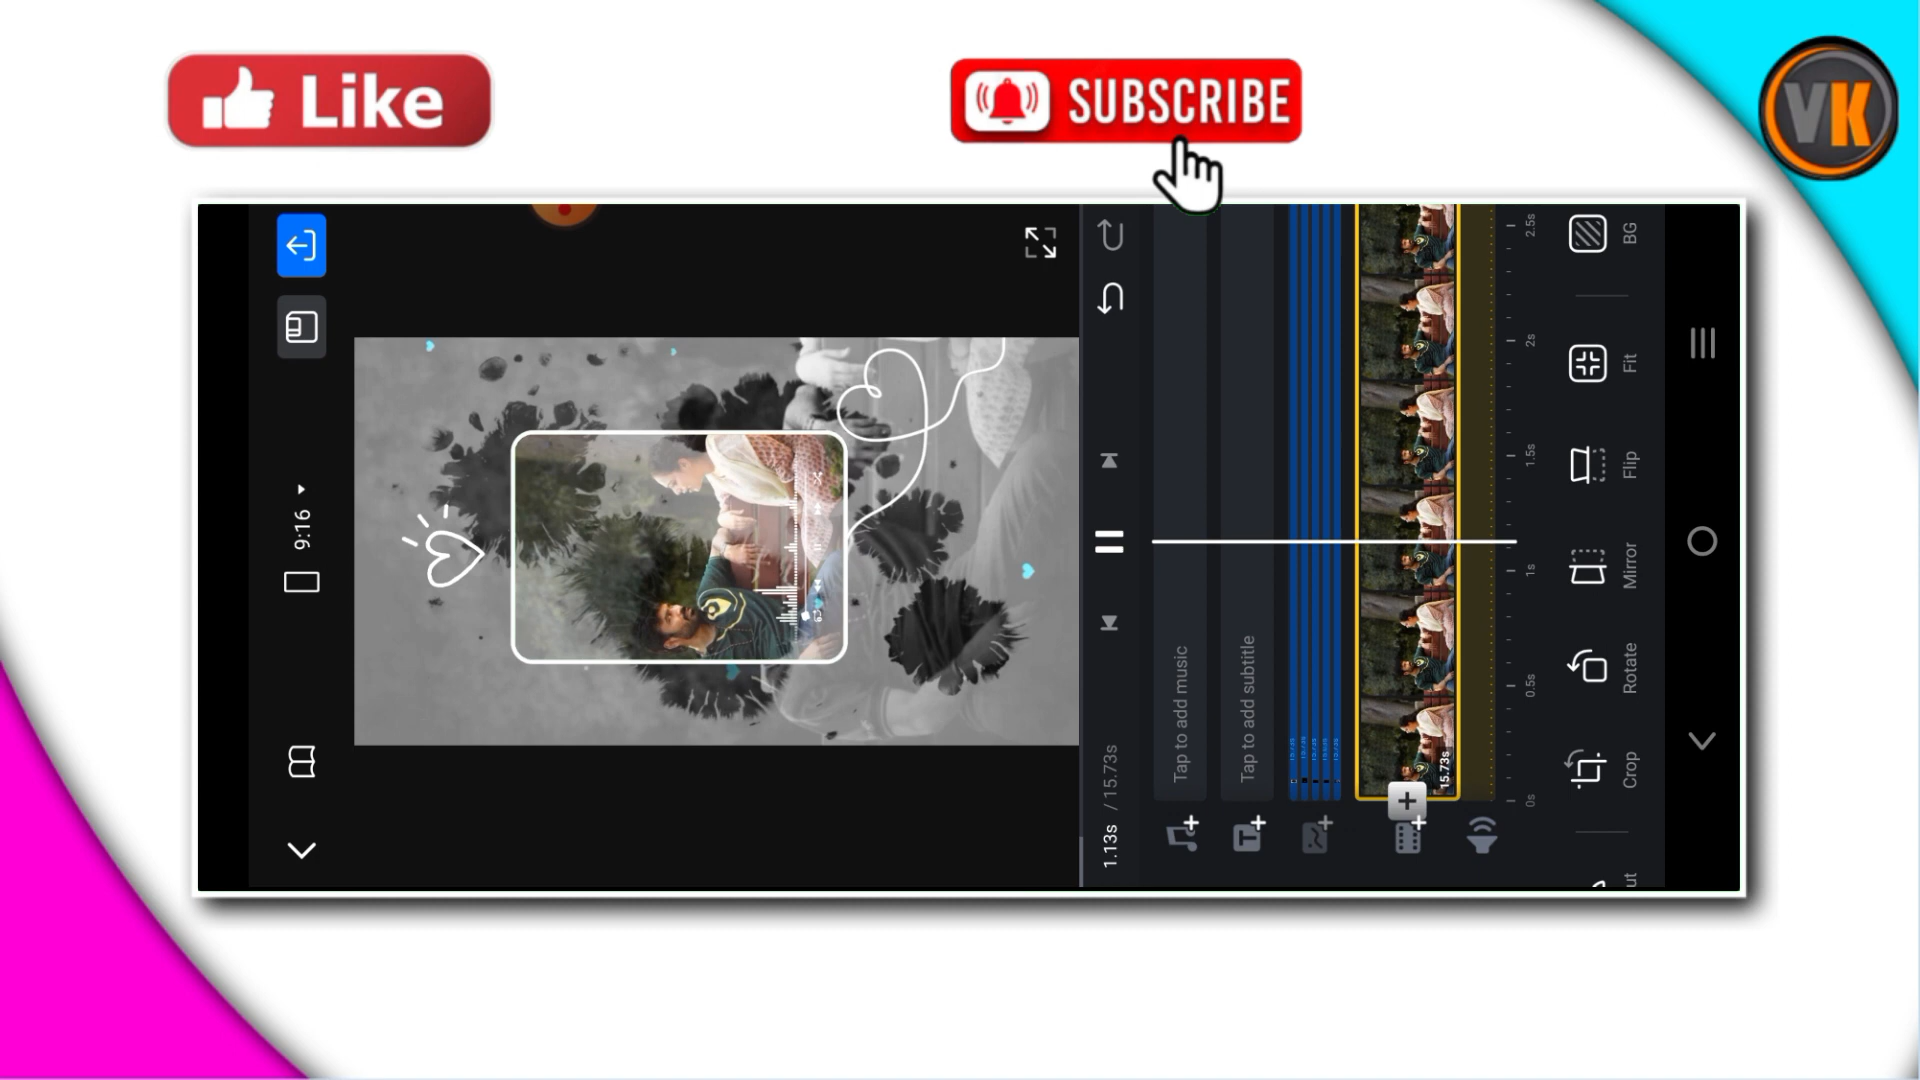 Like
SUBSCRIBE
VK
9:16
1.13s / 15.73s
Tap to add music
Tap to add subtitle
15.73s
0s
0.5s
1s
1.5s
2s
2.5s
BG
Fit
Flip
Mirror
Rotate
Crop
ut